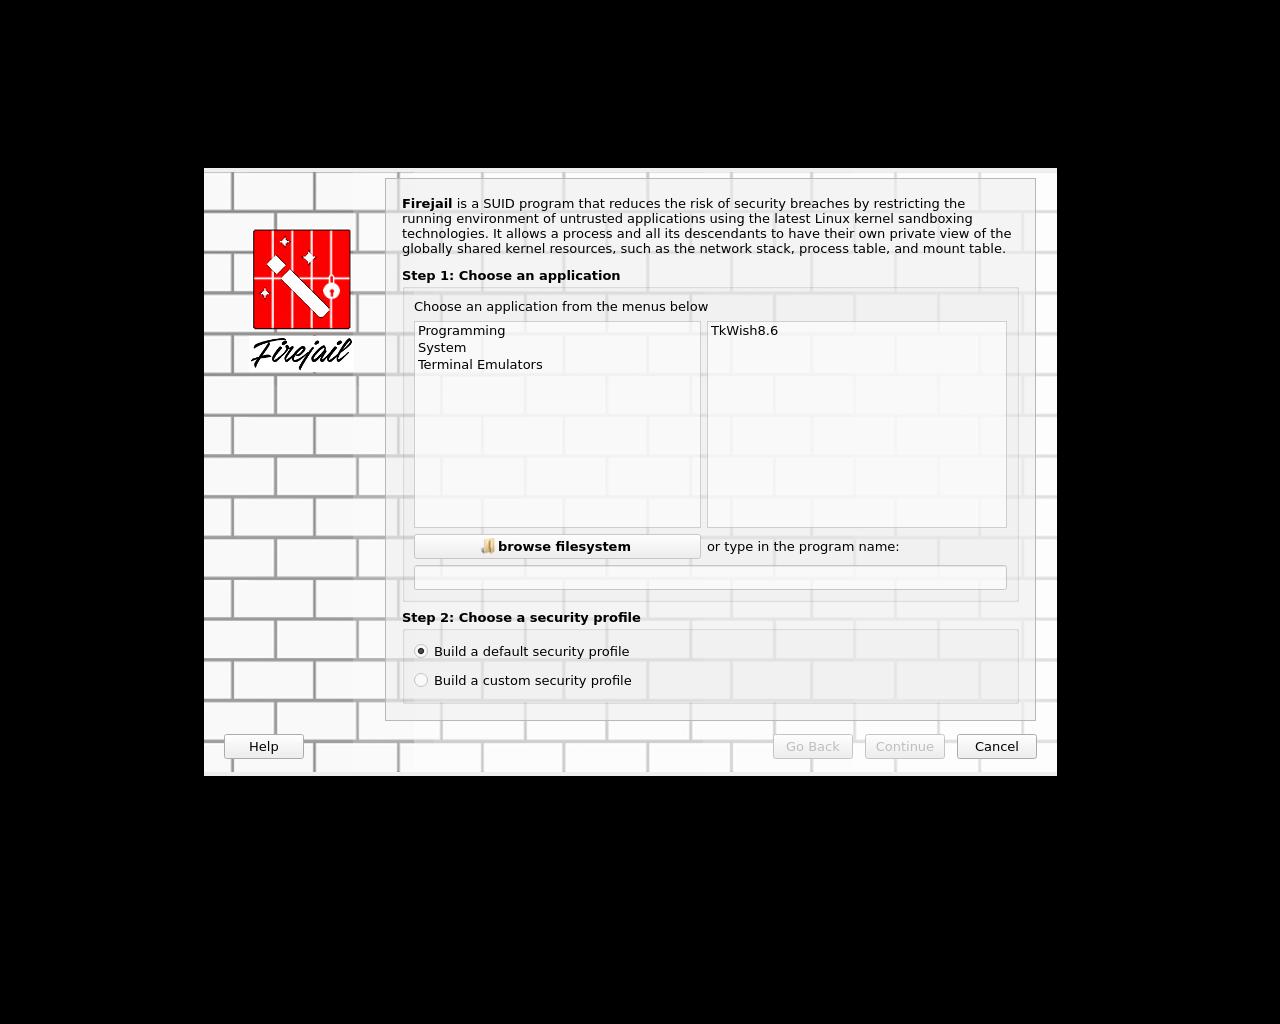 Firejail is a SUID program that reduces the risk of security breaches by restricting the
running environment of untrusted applications using the latest Linux kernel sandboxing
technologies. It allows a process and all its descendants to have their own private view of the
globally shared kernel resources, such as the network stack, process table, and mount table.
Firejail
Step 1: Choose an application
Choose an application from the menus below
Programming
System
Terminal Emulators
TkWish8.6
browse filesystem
or type in the program name:
Step 2: Choose a security profile
Build a default security profile
Build a custom security profile
Help
Go Back
Continue
Cancel